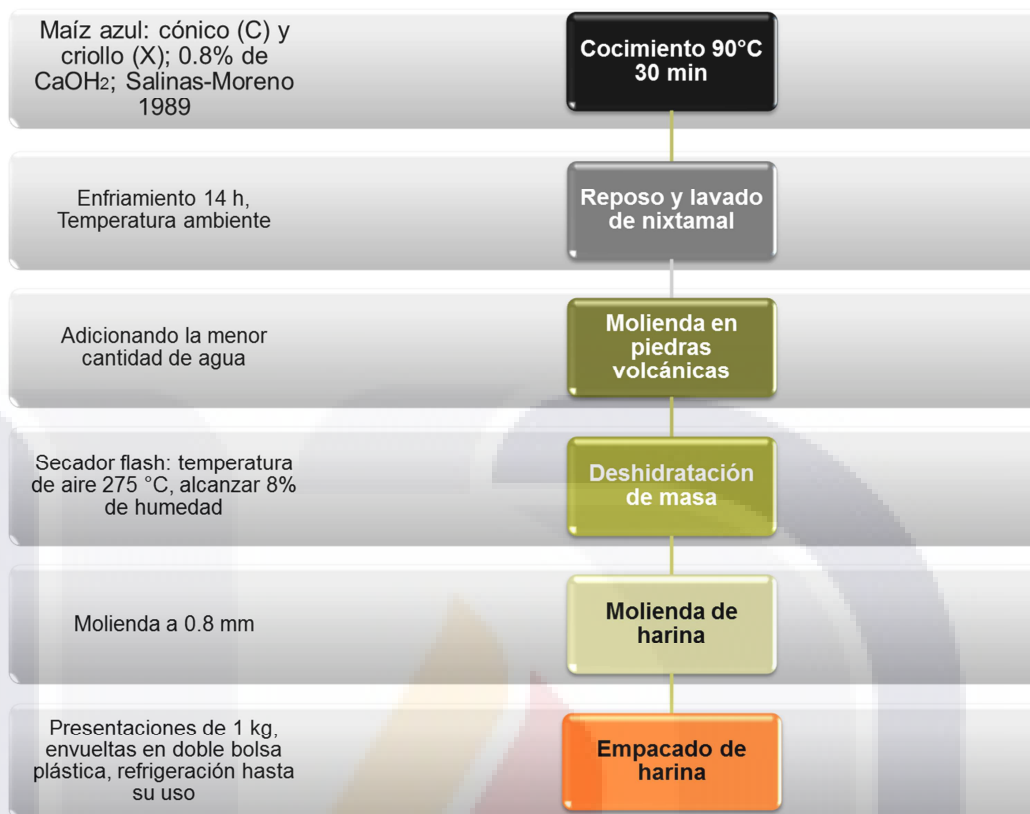 Maíz azul: cónico (C) y
criollo (X); 0.8% de
CaOH2; Salinas-Moreno
1989
Cocimiento 90°C
30 min
Enfriamiento 14 h,
Temperatura ambiente
Reposo y lavado
de nixtamal
Adicionando la menor
cantidad de agua
Molienda en
piedras
volcánicas
Secador flash: temperatura
de aire 275 °C, alcanzar 8%
de humedad
Deshidratación
de masa
Molienda a 0.8 mm
Molienda de
harina
Presentaciones de 1 kg,
envueltas en doble bolsa
plástica, refrigeración hasta
su uso
Empacado de
harina